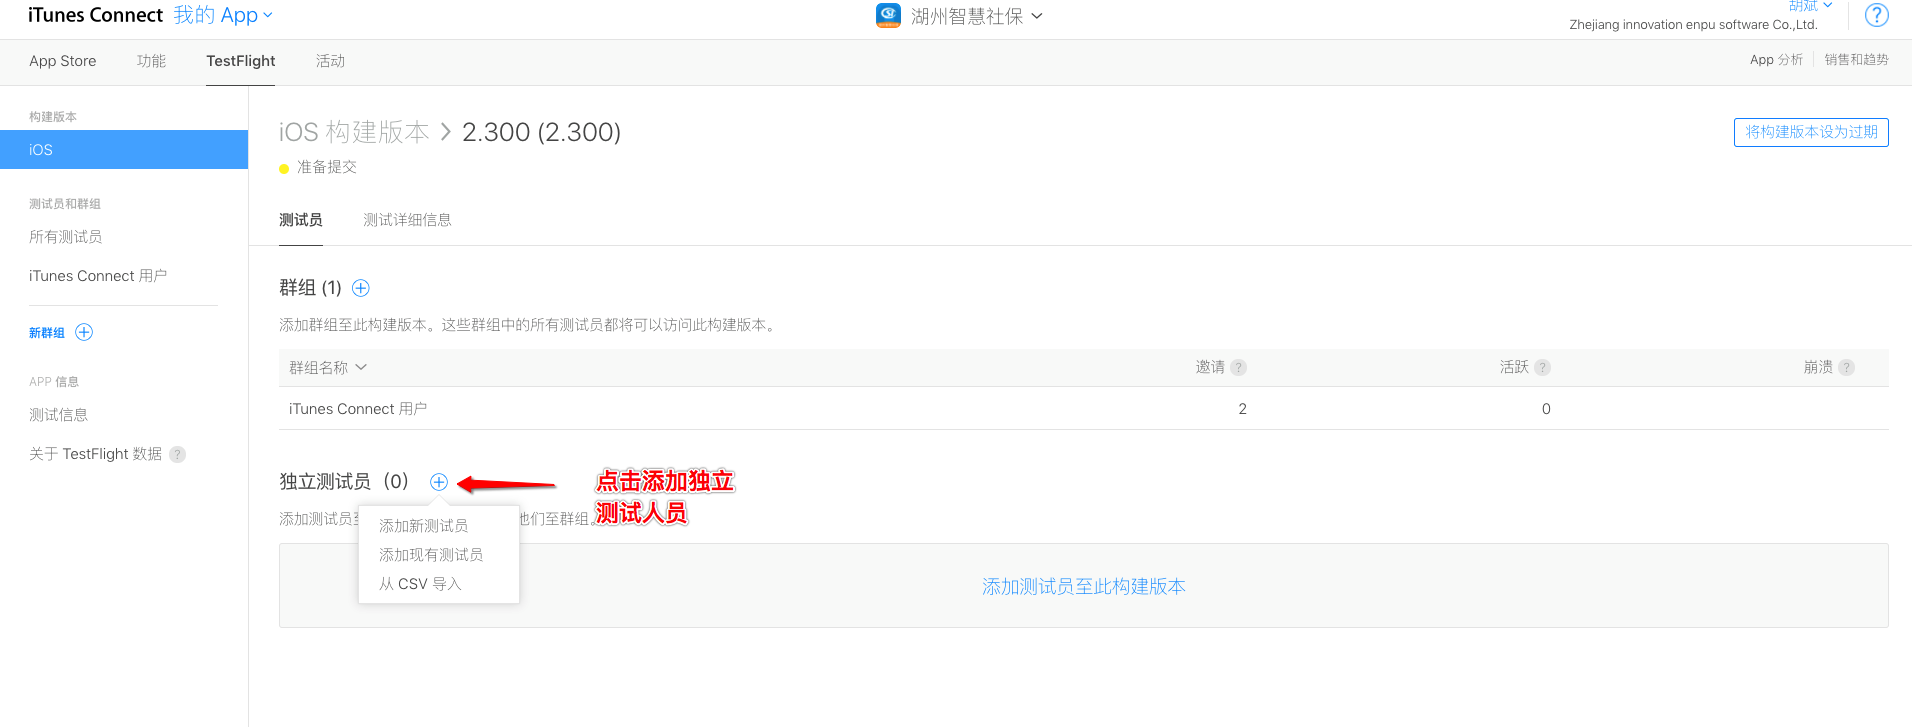 iTunes Connect 我的 App
湖州智慧社保
胡斌
Zhejiang innovation enpu software Co.,Ltd.
?
App Store 功能 TestFlight 活动
App 分析 销售和趋势
构建版本
iOS
测试员和群组
所有测试员
iTunes Connect 用户
新群组
APP 信息
测试信息
关于 TestFlight 数据 ?
iOS 构建版本 > 2.300 (2.300)
将构建版本设为过期
准备提交
测试员 测试详细信息
群组 (1)
添加群组至此构建版本。这些群组中的所有测试员都将可以访问此构建版本。
群组名称 邀请 ? 活跃 ? 崩溃 ?
iTunes Connect 用户 2 0
独立测试员 (0)
点击添加独立
测试人员
添加测试员至 他们至群组。
添加新测试员
添加现有测试员
从 CSV 导入
添加测试员至此构建版本